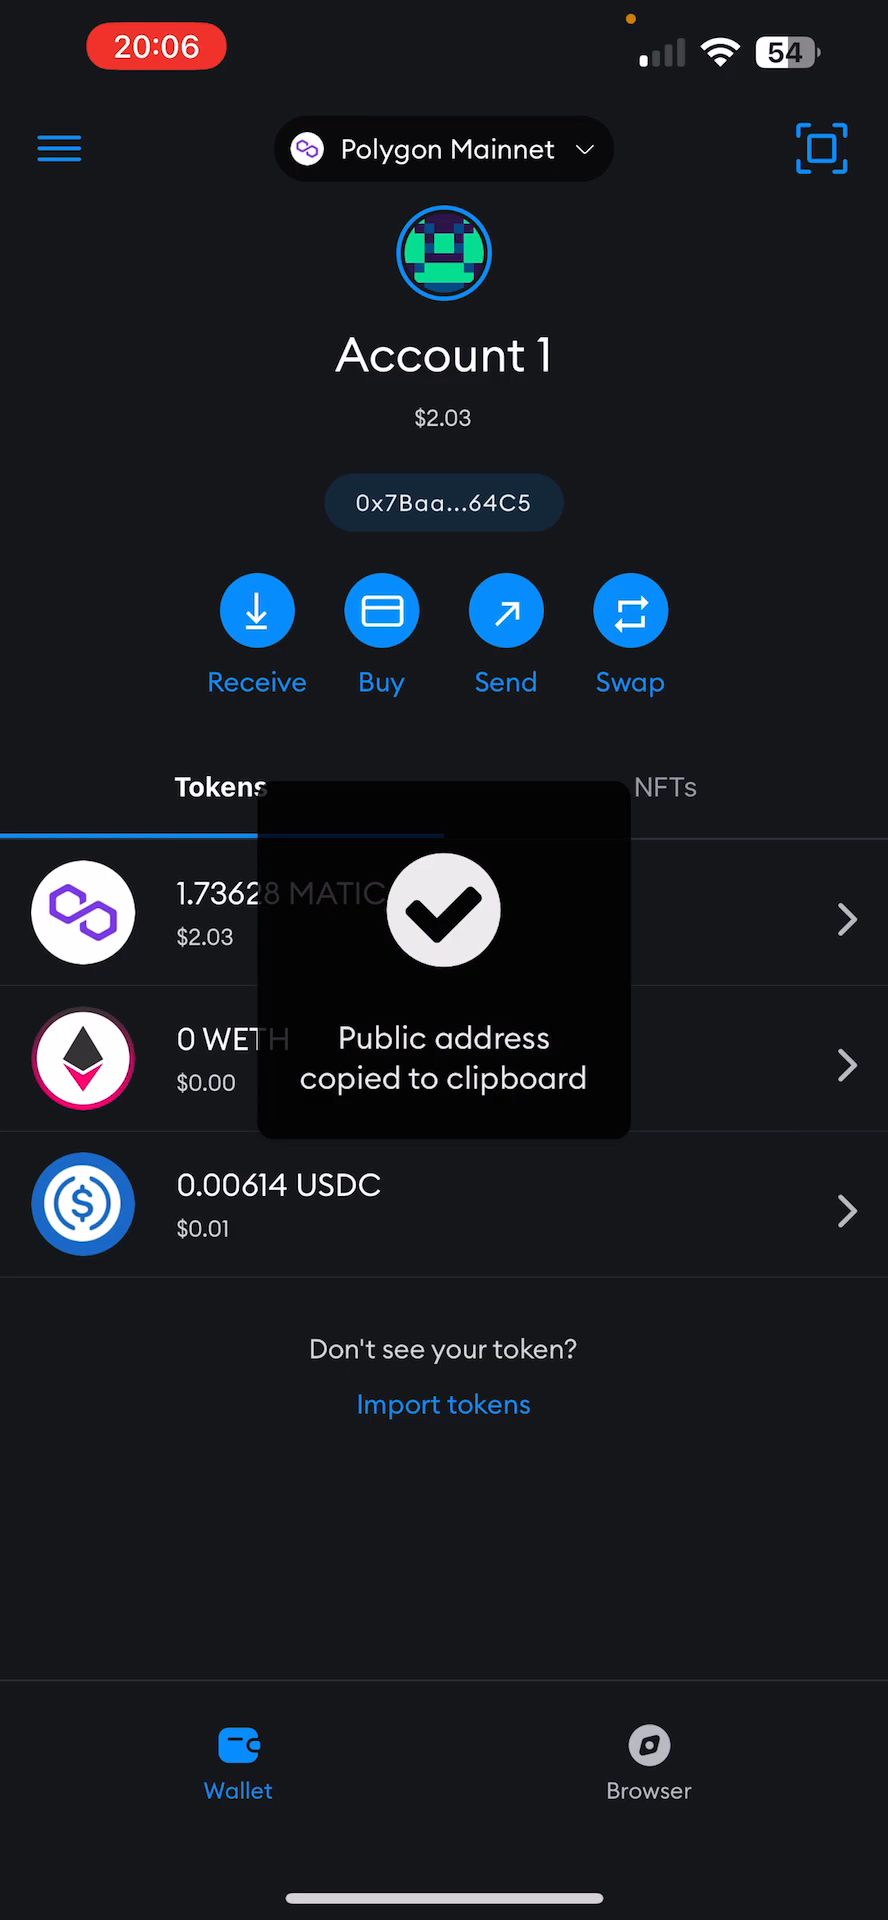 20:06
54
Polygon Mainnet
Account 1
$2.03
0x7Baa...64C5
Receive
Buy
Send
Swap
Tokens
NFTs
1.73628 MATIC
$2.03
0 WETH
$0.00
Public address
copied to clipboard
0.00614 USDC
$0.01
Don't see your token?
Import tokens
Wallet
Browser